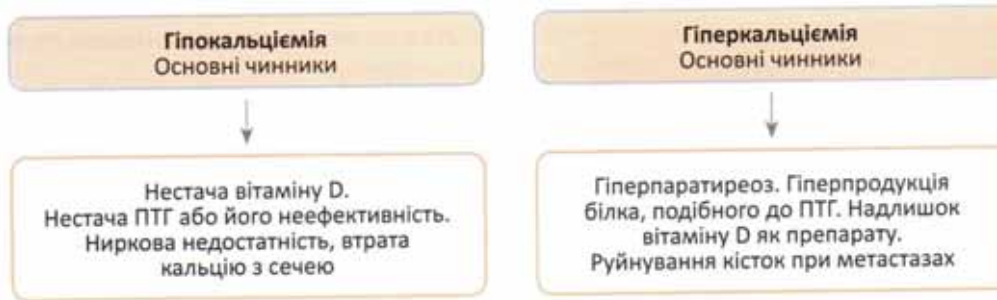 Гіпокальціємія
Основні чинники
Нестача вітаміну D.
Нестача ПТГ або його неефективність.
Ниркова недостатність, втрата
кальцію з сечею
Гіперкальціємія
Основні чинники
Гіперпаратиреоз. Гіперпродукція
білка, подібного до ПТГ. Надлишок
вітаміну D як препарату.
Руйнування кісток при метастазах